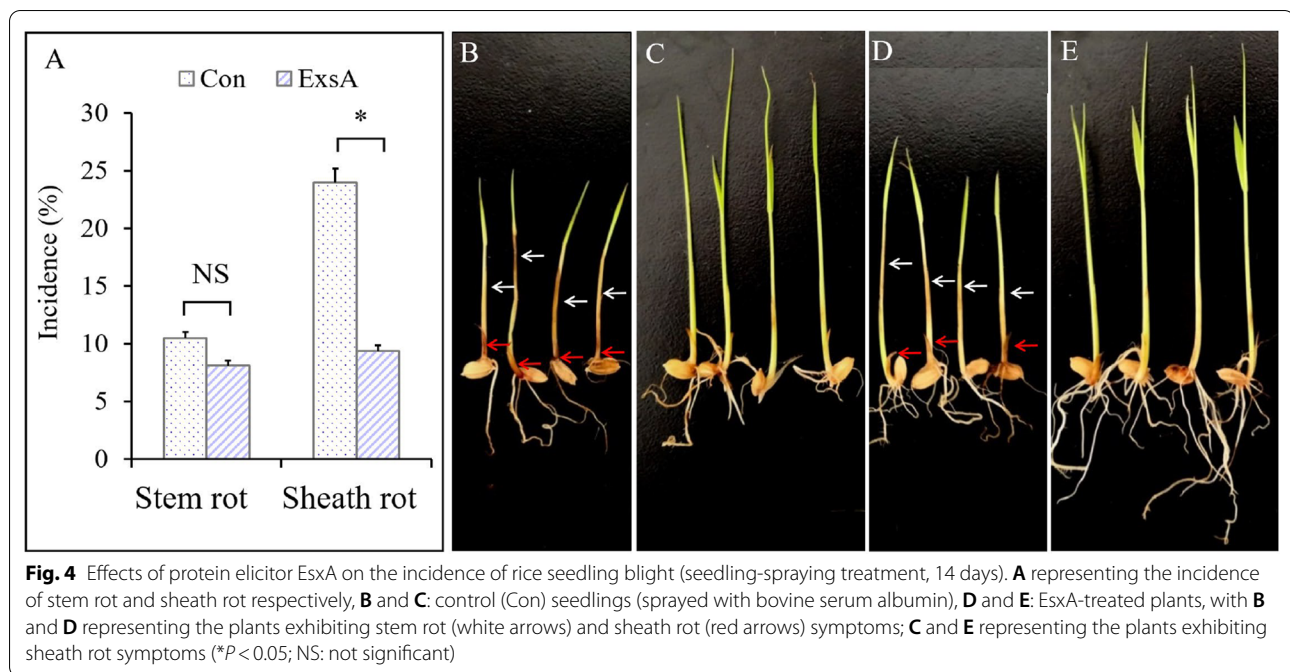 A
Con ExsA
Incidence (%)
30
25
20
15
10
5
0
NS
*
Stem rot Sheath rot
B
C
D
E
Fig. 4 Effects of protein elicitor EsxA on the incidence of rice seedling blight (seedling-spraying treatment, 14 days). A representing the incidence
of stem rot and sheath rot respectively, B and C: control (Con) seedlings (sprayed with bovine serum albumin), D and E: EsxA-treated plants, with B
and D representing the plants exhibiting stem rot (white arrows) and sheath rot (red arrows) symptoms; C and E representing the plants exhibiting
sheath rot symptoms (*P < 0.05; NS: not significant)